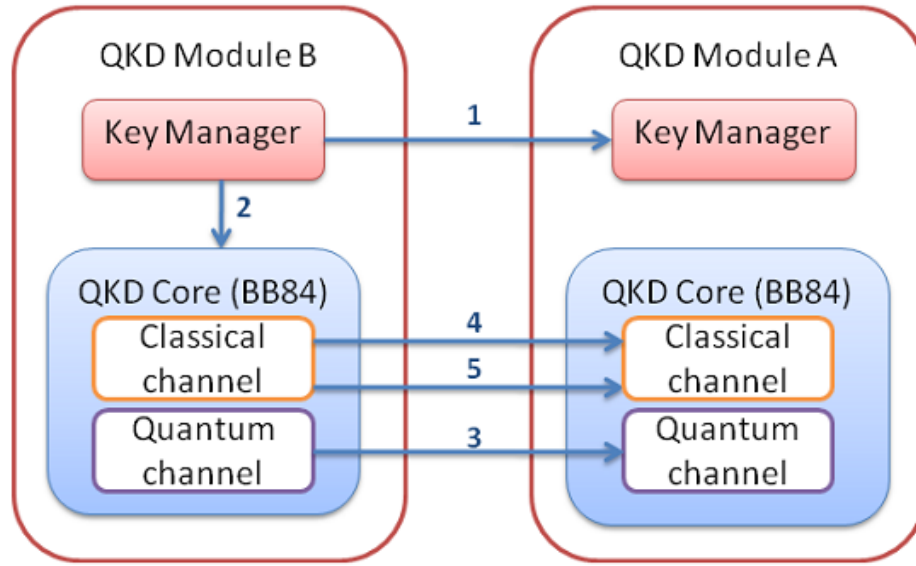 QKD Module B
Key Manager
2
QKD Core (BB84)
Classical
channel
Quantum
channel
1
4
5
3
QKD Module A
Key Manager
QKD Core (BB84)
Classical
channel
Quantum
channel